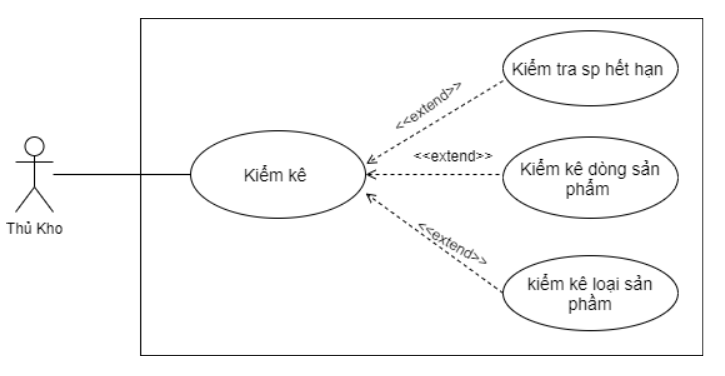 Kiểm tra sp hết hạn
<<extend>>
<<extend>>
Kiểm kê
Kiểm kê dòng sản
phẩm
Thủ Kho
<<extend>>
kiểm kê loại sản
phầm